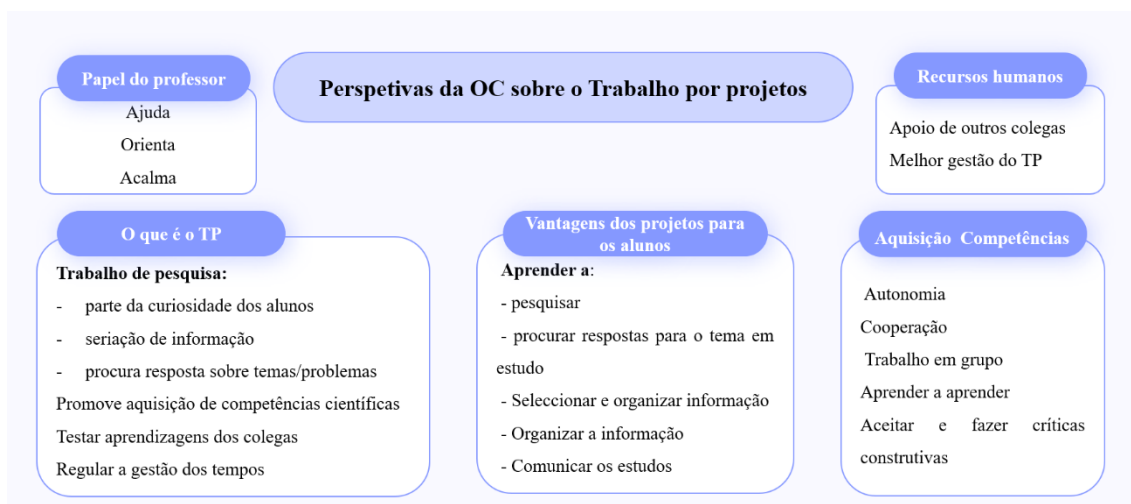 Papel do professor
Ajuda
Orienta
Acalma
Perspetivas da OC sobre o Trabalho por projetos
Recursos humanos
Apoio de outros colegas
Melhor gestão do TP
O que é o TP
Trabalho de pesquisa:
- parte da curiosidade dos alunos
- seriação de informação
- procura resposta sobre temas/problemas
Promove aquisição de competências científicas
Testar aprendizagens dos colegas
Regular a gestão dos tempos
Vantagens dos projetos para
os alunos
Aprender a:
- pesquisar
- procurar respostas para o tema em
estudo
- Seleccionar e organizar informação
- Organizar a informação
- Comunicar os estudos
Aquisição Competências
Autonomia
Cooperação
Trabalho em grupo
Aprender a aprender
Aceitar e fazer críticas
construtivas